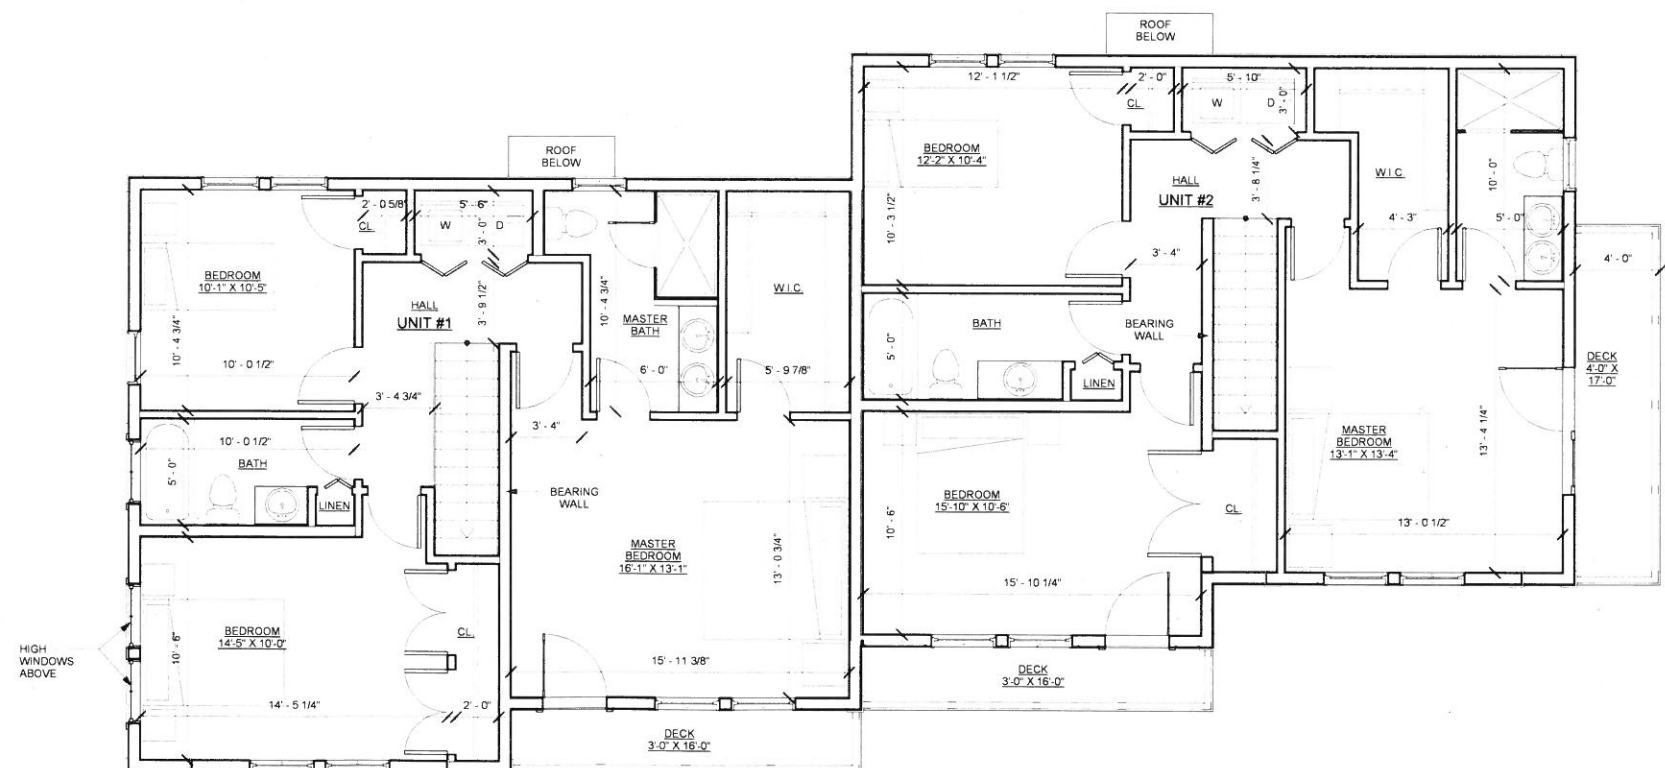 ROOF
BELOW
12' - 1 1/2"
2' - 0"
CL.
5' - 10"
W
D
3' - 0"
BEDROOM
12'-2" X 10'-4"
10' - 3 1/2"
HALL
UNIT #2
3' - 8 1/4"
W.I.C.
4' - 3"
10' - 0"
5' - 0"
4' - 0"
3' - 4"
BATH
5' - 0"
BEARING
WALL
LINEN
DECK
4'-0" X
17'-0"
MASTER
BEDROOM
13'-1" X 13'-4"
13' - 4 1/4"
13' - 0 1/2"
BEDROOM
15'-10" X 10'-6"
10' - 6"
CL.
15' - 10 1/4"
DECK
3'-0" X 16'-0"
ROOF
BELOW
2' - 0 5/8"
CL.
5' - 6"
W
D
3' - 0"
BEDROOM
10'-1" X 10'-5"
10' - 4 3/4"
10' - 0 1/2"
HALL
UNIT #1
3' - 9 1/2"
10' - 4 3/4"
MASTER
BATH
6' - 0"
W.I.C.
5' - 9 7/8"
3' - 4 3/4"
3' - 4"
10' - 0 1/2"
BATH
5' - 0"
LINEN
BEARING
WALL
MASTER
BEDROOM
16'-1" X 13'-1"
13' - 0 3/4"
15' - 11 3/8"
BEDROOM
14'-5" X 10'-0"
10' - 6"
CL.
14' - 5 1/4"
2' - 0"
HIGH
WINDOWS
ABOVE
DECK
3'-0" X 16'-0"